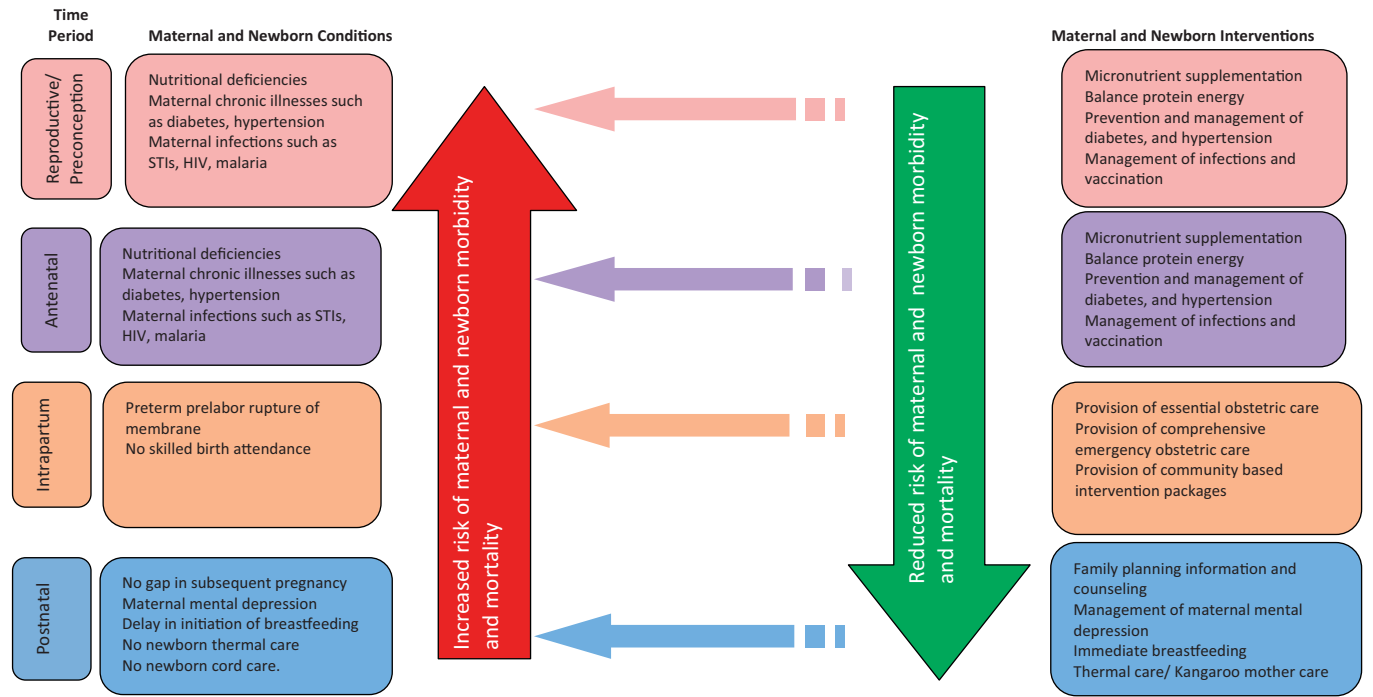 Time
Period
Maternal and Newborn Conditions
Maternal and Newborn Interventions
Reproductive/
Preconception
Nutritional deficiencies
Maternal chronic illnesses such
as diabetes, hypertension
Maternal infections such as
STIs, HIV, malaria
Micronutrient supplementation
Balance protein energy
Prevention and management of
diabetes, and hypertension
Management of infections and
vaccination
Antenatal
Nutritional deficiencies
Maternal chronic illnesses such as
diabetes, hypertension
Maternal infections such as STIs,
HIV, malaria
Micronutrient supplementation
Balance protein energy
Prevention and management of
diabetes, and hypertension
Management of infections and
vaccination
Intrapartum
Preterm prelabor rupture of
membrane
No skilled birth attendance
Provision of essential obstetric care
Provision of comprehensive
emergency obstetric care
Provision of community based
intervention packages
Postnatal
No gap in subsequent pregnancy
Maternal mental depression
Delay in initiation of breastfeeding
No newborn thermal care
No newborn cord care.
Family planning information and
counseling
Management of maternal mental
depression
Immediate breastfeeding
Thermal care/ Kangaroo mother care
Increased risk of maternal and newborn morbidity
and mortality
Reduced risk of maternal and newborn morbidity
and mortality